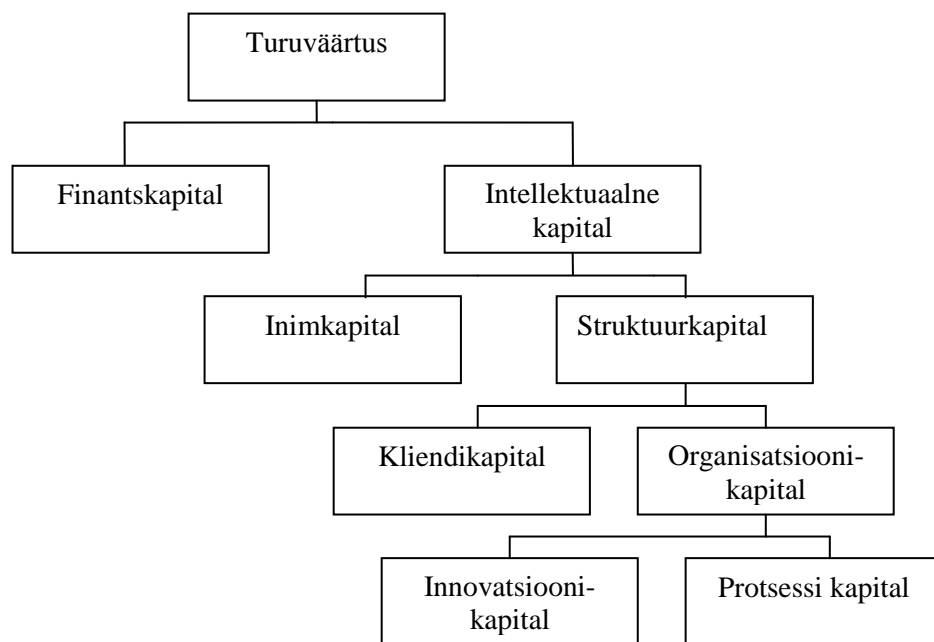 Turuväärtus
Finantskapital
Intellektuaalne
kapital
Inimkapital
Struktuurkapital
Kliendikapital
Organisatsiooni-
kapital
Innovatsiooni-
kapital
Protsessi kapital